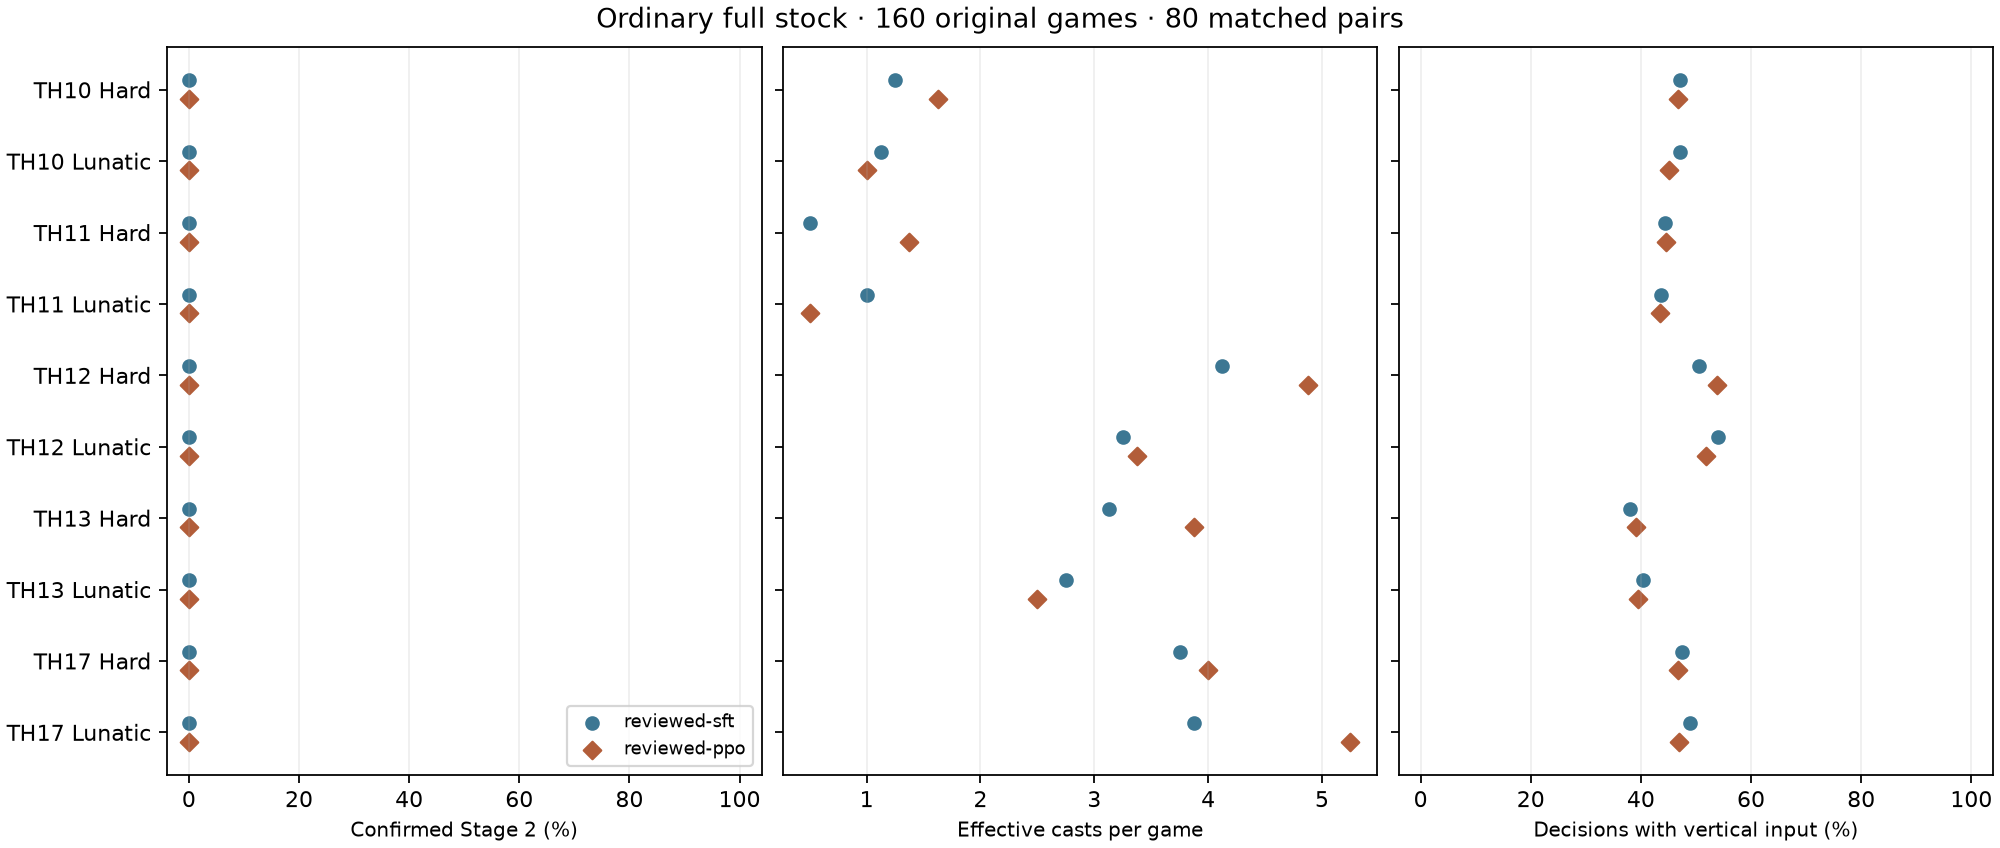 Ordinary full stock · 160 original games · 80 matched pairs
TH10 Hard
TH10 Lunatic
TH11 Hard
TH11 Lunatic
TH12 Hard
TH12 Lunatic
TH13 Hard
TH13 Lunatic
TH17 Hard
TH17 Lunatic
reviewed-sft
reviewed-ppo
0 20 40 60 80 100
Confirmed Stage 2 (%)
1 2 3 4 5
Effective casts per game
0 20 40 60 80 100
Decisions with vertical input (%)